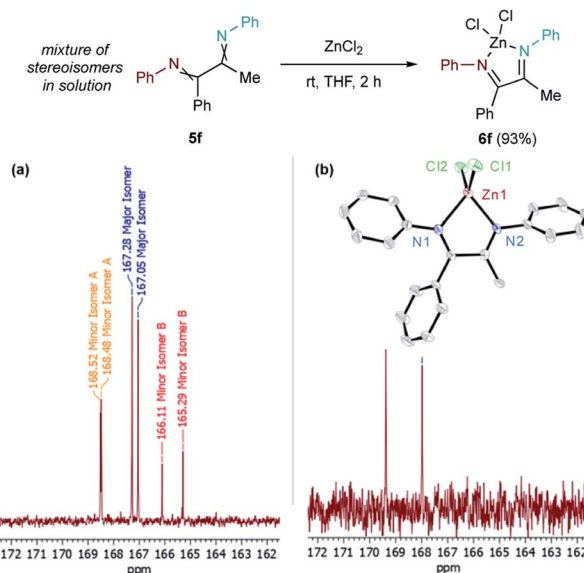 mixture of
stereoisomers
in solution
Ph
N
N
Ph
Me
Ph
5f
ZnCl₂
rt, THF, 2 h
Cl
Cl
Zn
Ph
N
N
Ph
Me
Ph
6f (93%)
(a)
168.52 Minor Isomer A
168.48 Minor Isomer A
167.28 Major Isomer
167.05 Major Isomer
166.11 Minor Isomer B
165.29 Minor Isomer B
172 171 170 169 168 167 166 165 164 163 162
ppm
(b)
Cl2
Cl1
Zn1
N1
N2
172 171 170 169 168 167 166 165 164 163 162
ppm